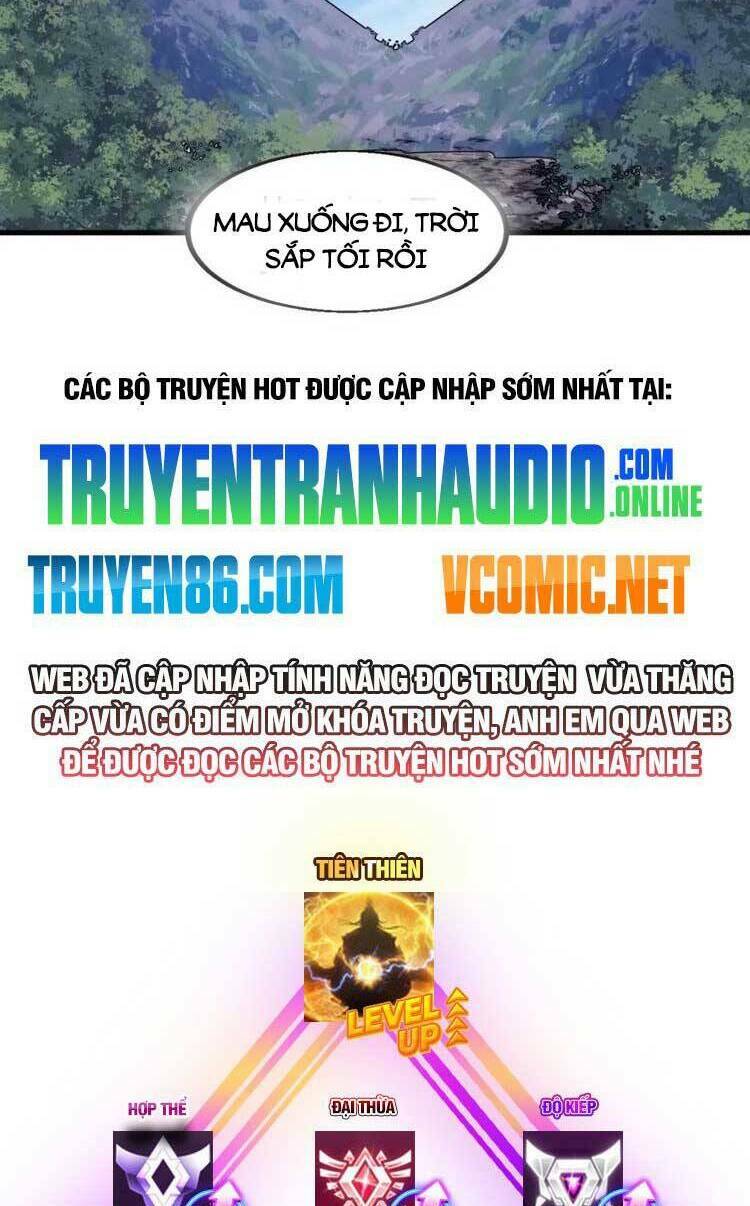 MAU XUỐNG ĐI, TRỜI
SẮP TỐI RỒI
CÁC BỘ TRUYỆN HOT ĐƯỢC CẬP NHẬP SỚM NHẤT TẠI:
TRUYENTRANHAUDIO.COM
.ONLINE
TRUYEN86.COM VCOMIC.NET
WEB ĐÃ CẬP NHẬP TÍNH NĂNG ĐỌC TRUYỆN VỪA THĂNG
CẤP VỪA CÓ ĐIỂM MỞ KHÓA TRUYỆN, ANH EM QUA WEB
ĐỂ ĐƯỢC ĐỌC CÁC BỘ TRUYỆN HOT SỚM NHẤT NHÉ
TIÊN THIÊN
LEVEL
UP
HỢP THỂ ĐẠI THỪA ĐỘ KIẾP